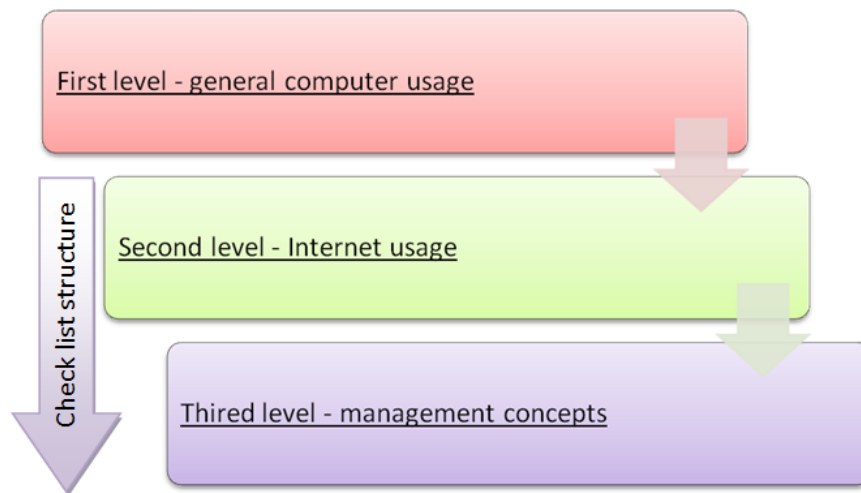 First level - general computer usage
Second level - Internet usage
Thired level - management concepts
Check list structure